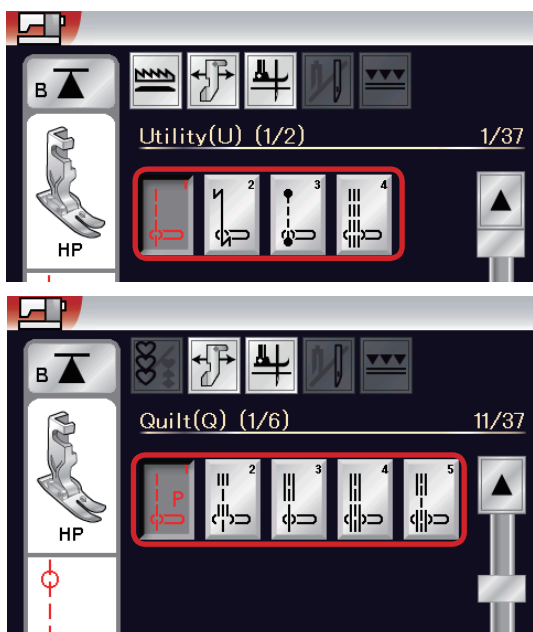 B
Utility(U) (1/2) 1/37
1 2 3 4
HP
B
Quilt(Q) (1/6) 11/37
1 2 3 4 5
P
HP